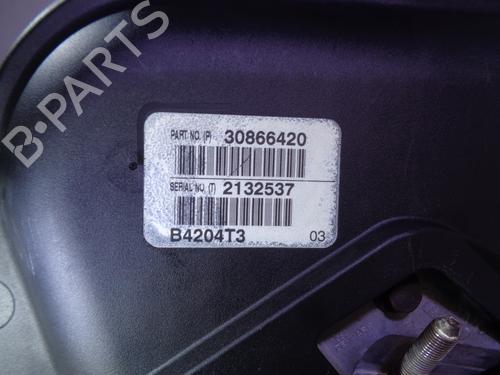 PART NO. (P) 30866420
SERIAL NO. (T) 2132537
B4204T3 03
B-PARTS